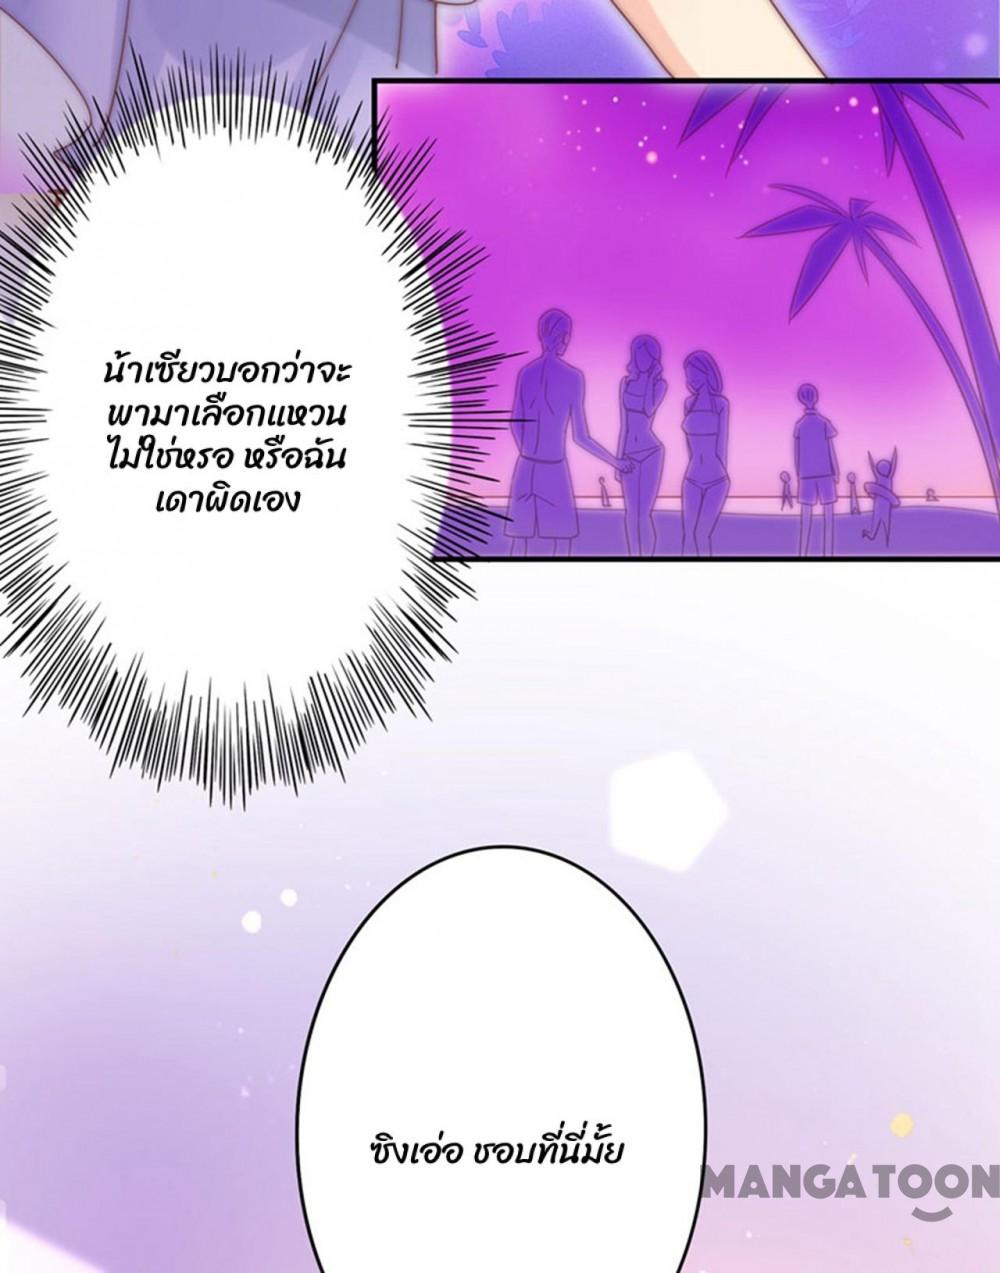 น้าเซียวบอกว่าจะ
พามาเลือกแหวน
ไม่ใช่หรอ หรือฉัน
เดาผิดเอง
ซิงเอ่อ ชอบที่นี่มั้ย
MANGATOON